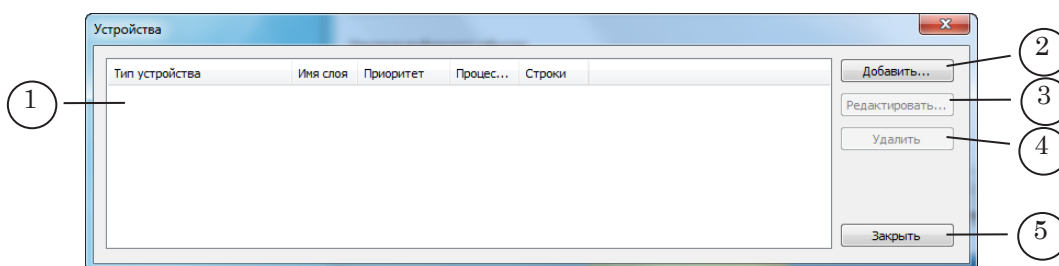 Устройства
x
2
Тип устройства Имя слоя Приоритет Процес... Строки
Добавить...
1
3
Редактировать...
Удалить
4
Закрыть
5